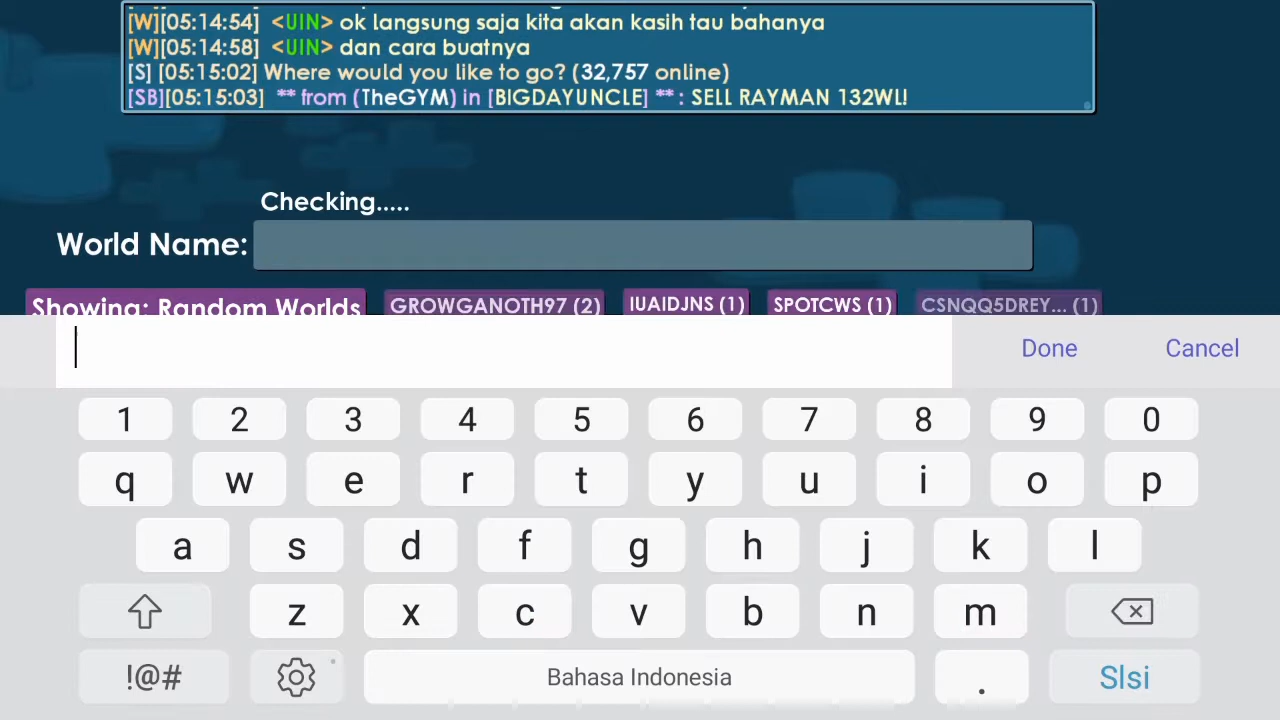 [W][05:14:54] <UIN> ok langsung saja kita akan kasih tau bahanya
[W][05:14:58] <UIN> dan cara buatnya
[S] [05:15:02] Where would you like to go? (32,757 online)
[SB][05:15:03] ** from (TheGYM) in [BIGDAYUNCLE] ** : SELL RAYMAN 132WL!
Checking.....
World Name:
Showing: Random Worlds GROWGANOTH97 (2) IUAIDJNS (1) SPOTCWS (1) CSNQQ5DREY... (1)
Done Cancel
1 2 3 4 5 6 7 8 9 0
q w e r t y u i o p
a s d f g h j k l
z x c v b n m
!@# Bahasa Indonesia . Slsi